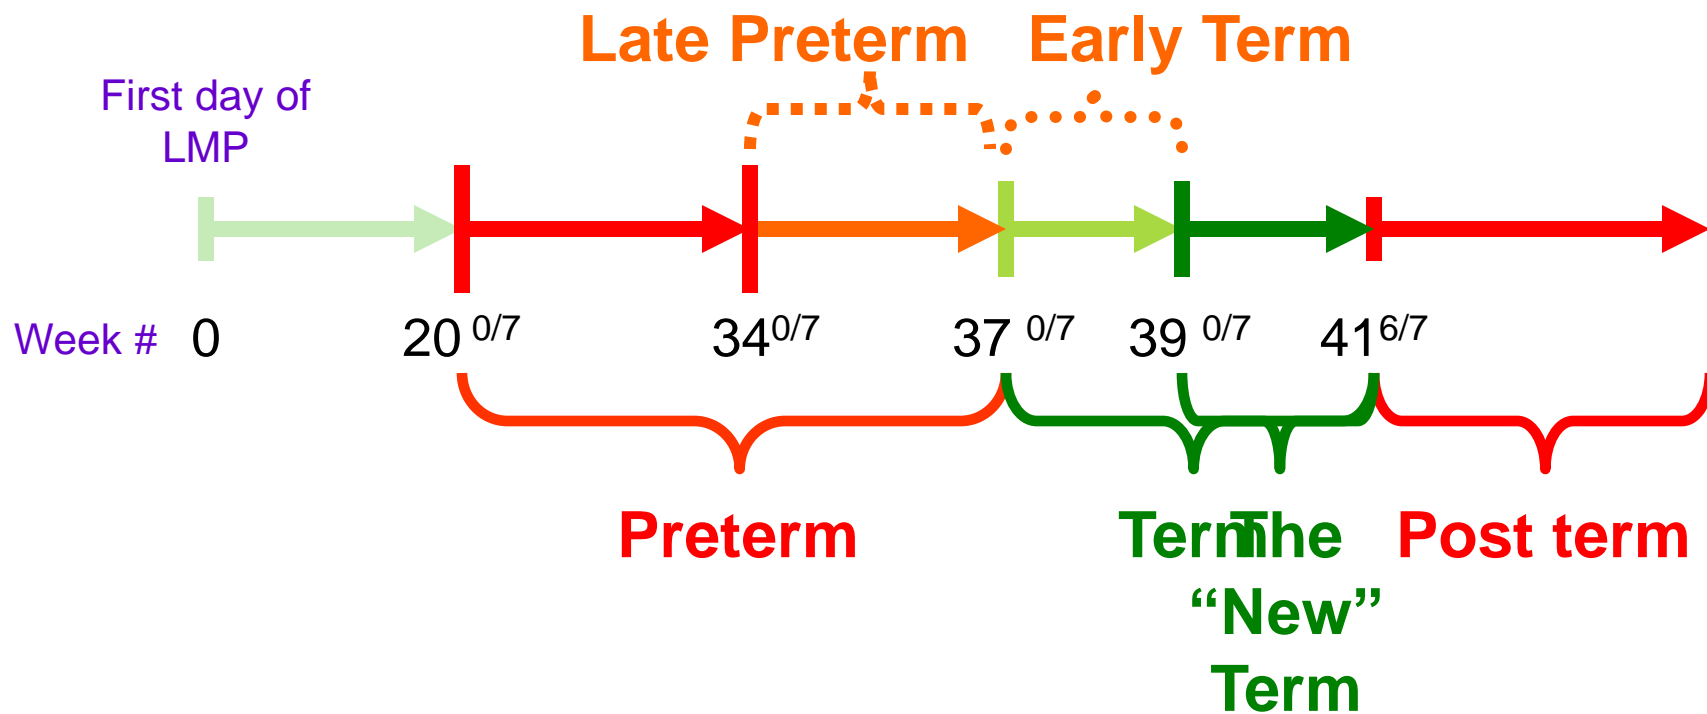 Late Preterm Early Term
First day of
LMP
Week # 0 20 0/7 34 0/7 37 0/7 39 0/7 41 6/7
Preterm Term The Post term
“New”
Term